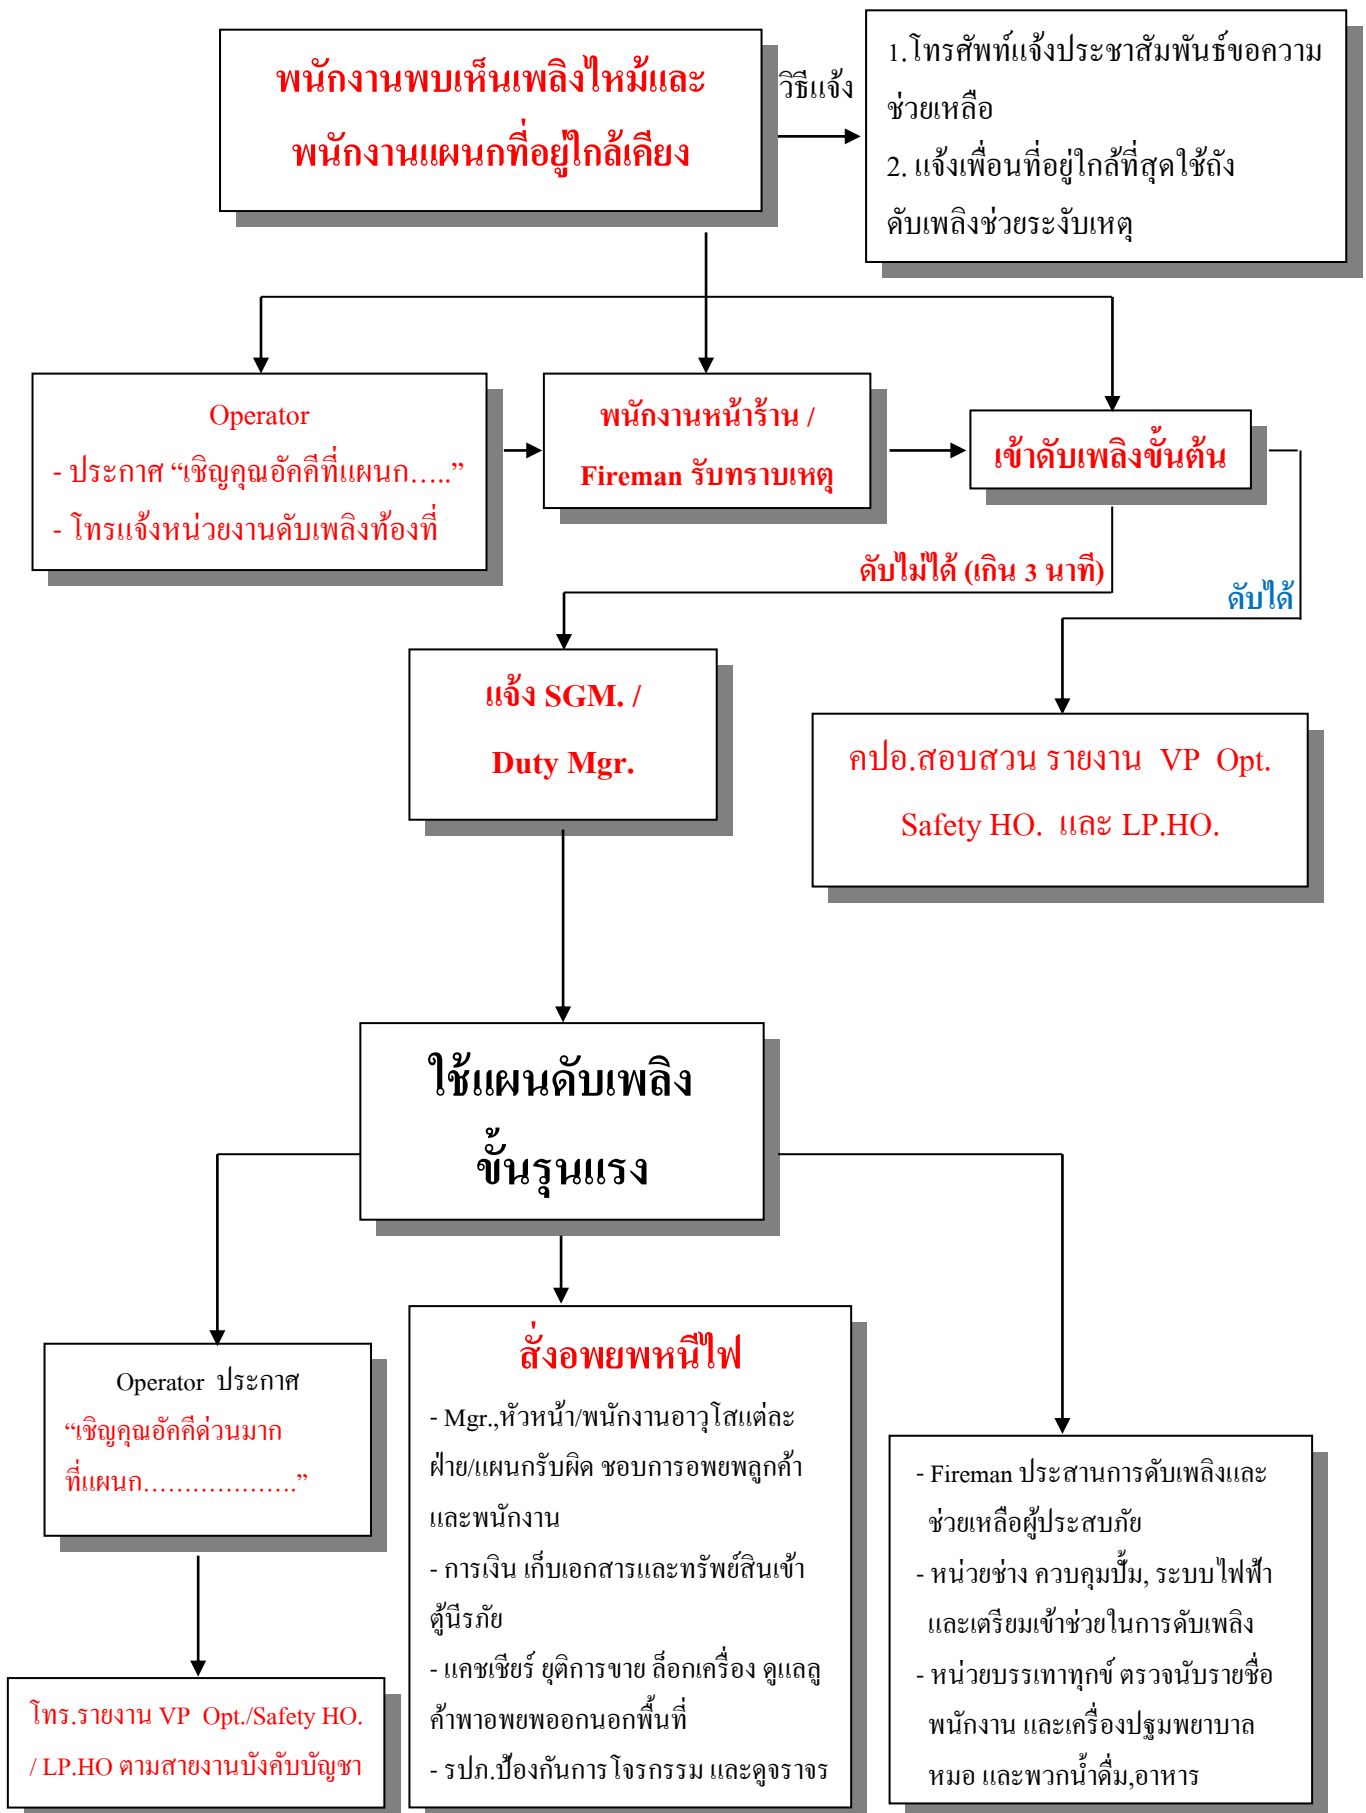 พนักงานพบเห็นเพลิงไหม้และ
พนักงานแผนกที่อยู่ใกล้เคียง
วิธีแจ้ง
1.โทรศัพท์แจ้งประชาสัมพันธ์ขอความ
ช่วยเหลือ
2. แจ้งเพื่อนที่อยู่ใกล้ที่สุดใช้ถัง
ดับเพลิงช่วยระงับเหตุ
Operator
- ประกาศ “เชิญคุณอัคคีที่แผนก…..”
- โทรแจ้งหน่วยงานดับเพลิงท้องที่
พนักงานหน้าร้าน /
Fireman รับทราบเหตุ
เข้าดับเพลิงขั้นต้น
ดับไม่ได้ (เกิน 3 นาที)
ดับได้
แจ้ง SGM. /
Duty Mgr.
คปอ.สอบสวน รายงาน VP Opt.
Safety HO. และ LP.HO.
ใช้แผนดับเพลิง
ขั้นรุนแรง
Operator ประกาศ
“เชิญคุณอัคคีด่วนมาก
ที่แผนก……………….”
โทร.รายงาน VP Opt./Safety HO.
/ LP.HO ตามสายงานบังคับบัญชา
สั่งอพยพหนีไฟ
- Mgr.,หัวหน้า/พนักงานอาวุโสแต่ละ
ฝ่าย/แผนกรับผิด ชอบการอพยพลูกค้า
และพนักงาน
- การเงิน เก็บเอกสารและทรัพย์สินเข้า
ตู้นีรภัย
- แคชเชียร์ ยุติการขาย ล็อกเครื่อง ดูแลลู
ค้าพาอพยพออกนอกพื้นที่
- รปภ.ป้องกันการโจรกรรม และดูจราจร
- Fireman ประสานการดับเพลิงและ
ช่วยเหลือผู้ประสบภัย
- หน่วยช่าง ควบคุมปั้ม, ระบบไฟฟ้า
และเตรียมเข้าช่วยในการดับเพลิง
- หน่วยบรรเทาทุกข์ ตรวจนับรายชื่อ
พนักงาน และเครื่องปฐมพยาบาล
หมอ และพวกน้ำดื่ม,อาหาร